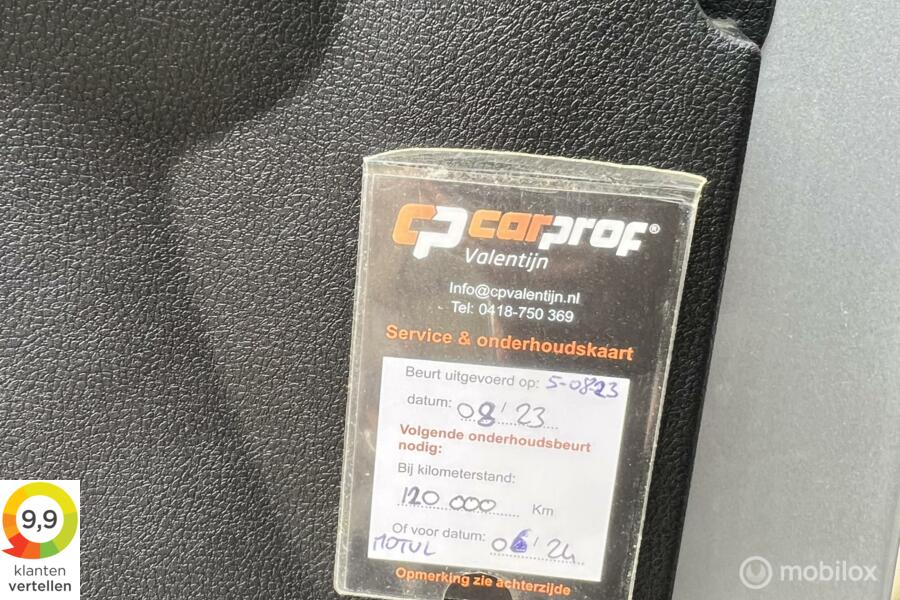 CP carprof®
Valentijn
Info@cpvalentijn.nl
Tel: 0418-750 369
Service & onderhoudskaart
Beurt uitgevoerd op: 5-08-23
datum: 08/23
Volgende onderhoudsbeurt
nodig:
Bij kilometerstand:
120 000 Km
Of voor datum: 06/24
MOTUL
Opmerking zie achterzijde
9,9
klanten
vertellen
mobilox